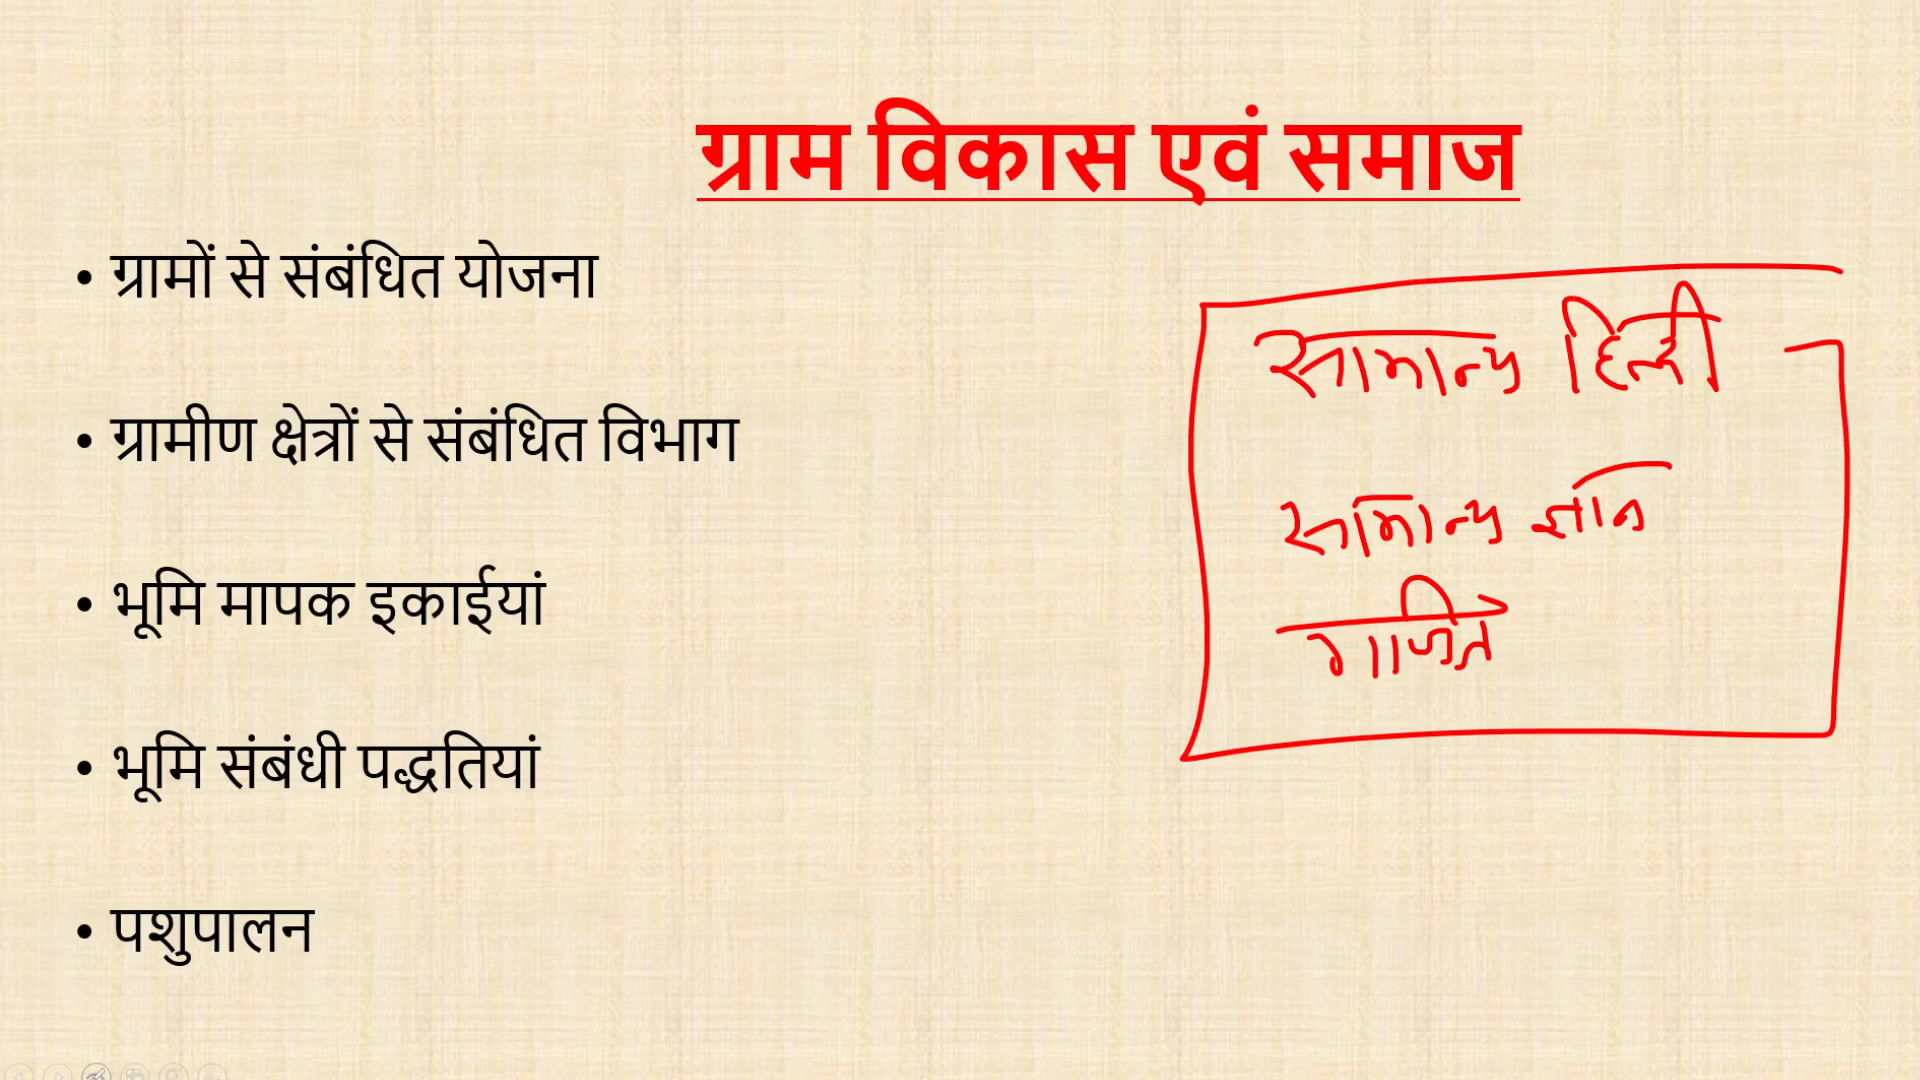 ग्राम विकास एवं समाज
• ग्रामों से संबंधित योजना
• ग्रामीण क्षेत्रों से संबंधित विभाग
• भूमि मापक इकाईयां
• भूमि संबंधी पद्धतियां
• पशुपालन
सामान्य हिन्दी
सामान्य ज्ञान
गणित